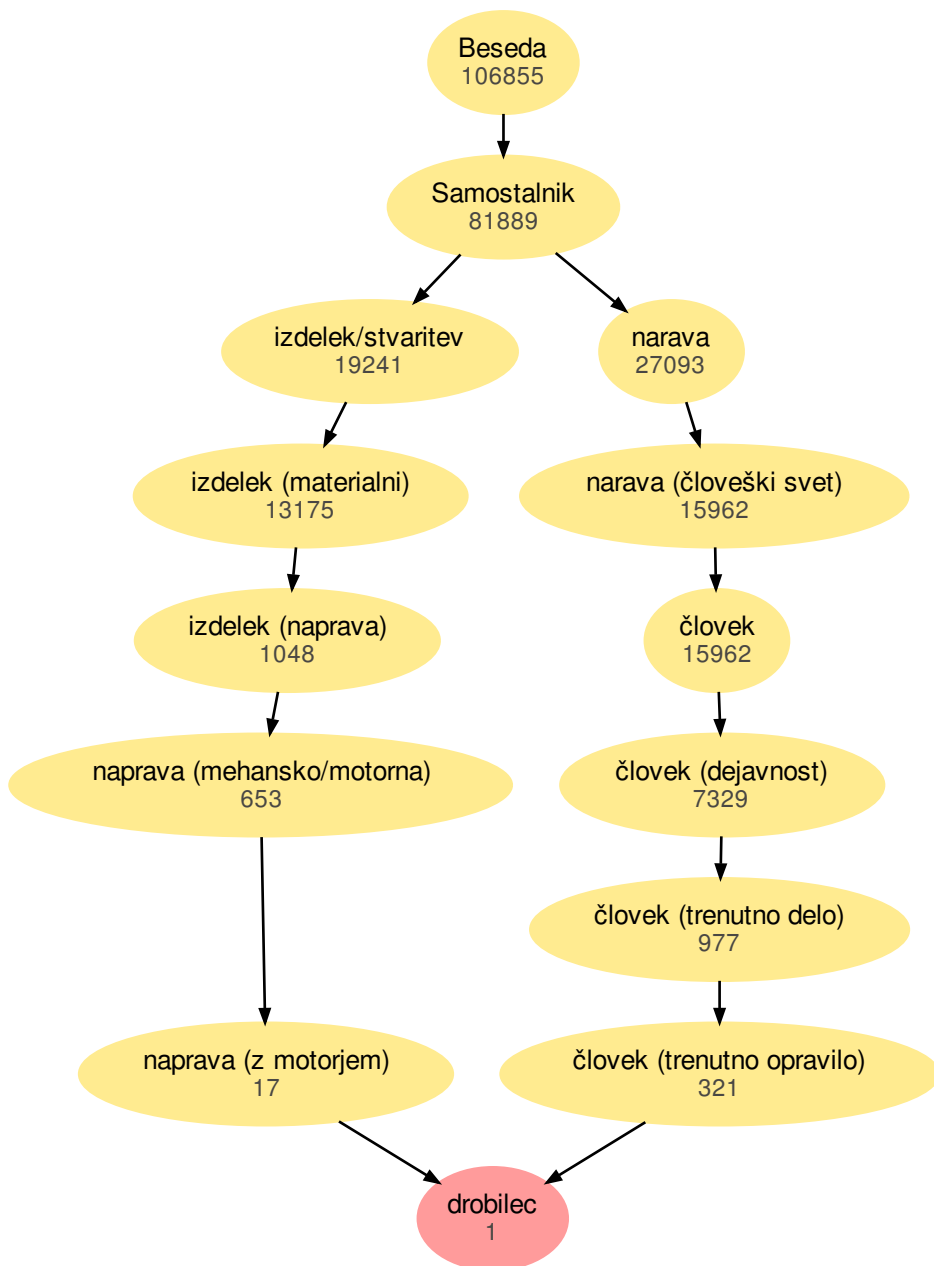 Beseda
106855
Samostalnik
81889
izdelek/stvaritev
19241
narava
27093
izdelek (materialni)
13175
narava (človeški svet)
15962
izdelek (naprava)
1048
človek
15962
naprava (mehansko/motorna)
653
človek (dejavnost)
7329
človek (trenutno delo)
977
naprava (z motorjem)
17
človek (trenutno opravilo)
321
drobilec
1